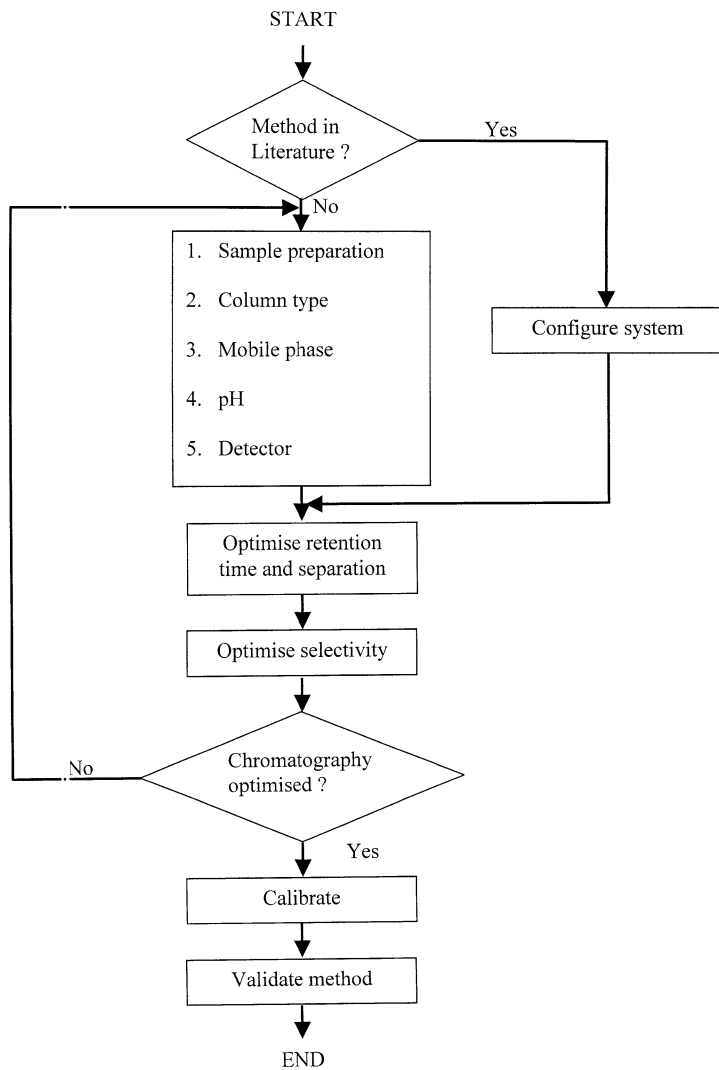 START
Method in
Literature ?
Yes
No
1. Sample preparation
2. Column type
3. Mobile phase
4. pH
5. Detector
Configure system
Optimise retention
time and separation
Optimise selectivity
Chromatography
optimised ?
No
Yes
Calibrate
Validate method
END